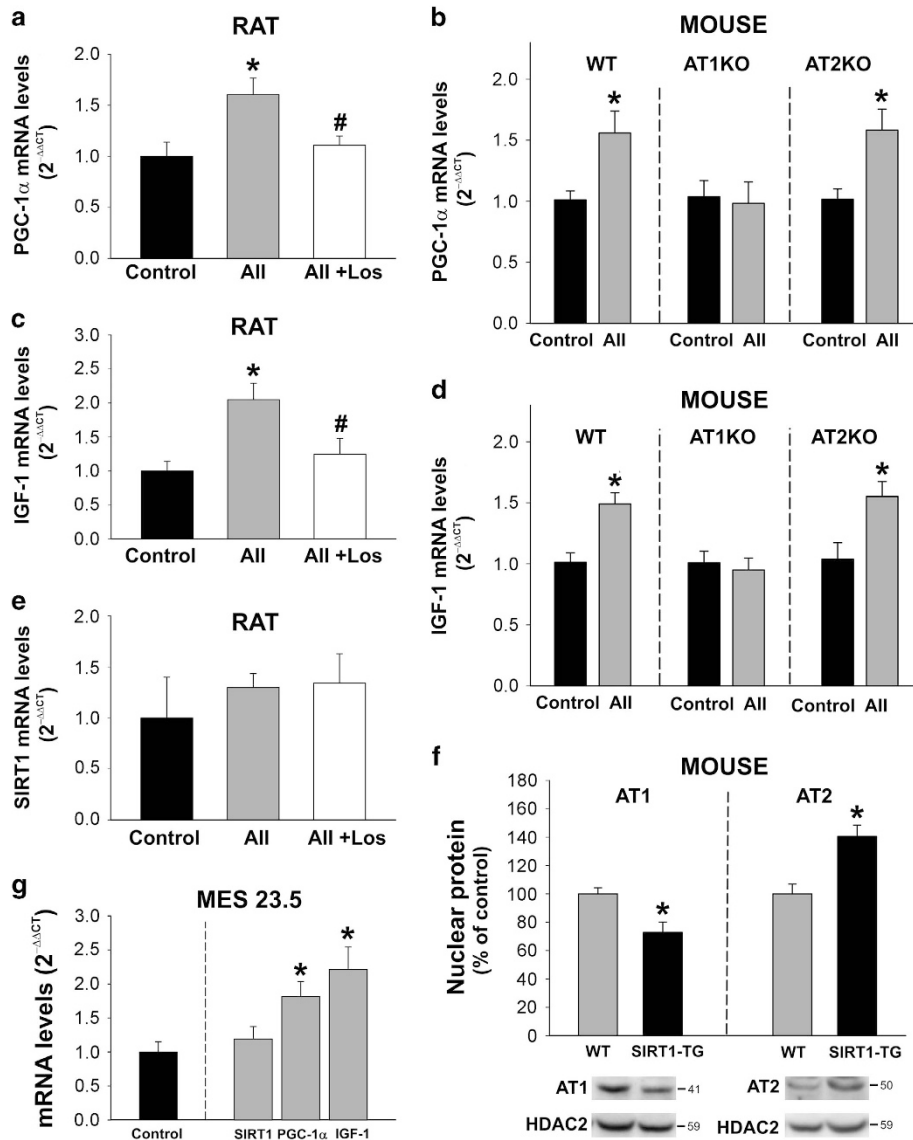 a
RAT
PGC-1α mRNA levels
(2^-ΔΔCT)
2.0
1.5
1.0
0.5
0.0
*
#
Control AII AII +Los
b
MOUSE
WT AT1KO AT2KO
PGC-1α mRNA levels
(2^-ΔΔCT)
2.0
1.5
1.0
0.5
0.0
*
*
Control AII Control AII Control AII
c
RAT
IGF-1 mRNA levels
(2^-ΔΔCT)
3.0
2.5
2.0
1.5
1.0
0.5
0.0
*
#
Control AII AII +Los
d
MOUSE
WT AT1KO AT2KO
IGF-1 mRNA levels
(2^-ΔΔCT)
2.0
1.5
1.0
0.5
0.0
*
*
Control AII Control AII Control AII
e
RAT
SIRT1 mRNA levels
(2^-ΔΔCT)
2.0
1.5
1.0
0.5
0.0
Control AII AII +Los
f
MOUSE
AT1 AT2
Nuclear protein
(% of control)
180
160
140
120
100
80
60
40
20
0
*
*
WT SIRT1-TG WT SIRT1-TG
AT1 41 AT2 50
HDAC2 59 HDAC2 59
g
MES 23.5
mRNA levels (2^-ΔΔCT)
3.0
2.5
2.0
1.5
1.0
0.5
0.0
*
*
Control SIRT1 PGC-1α IGF-1